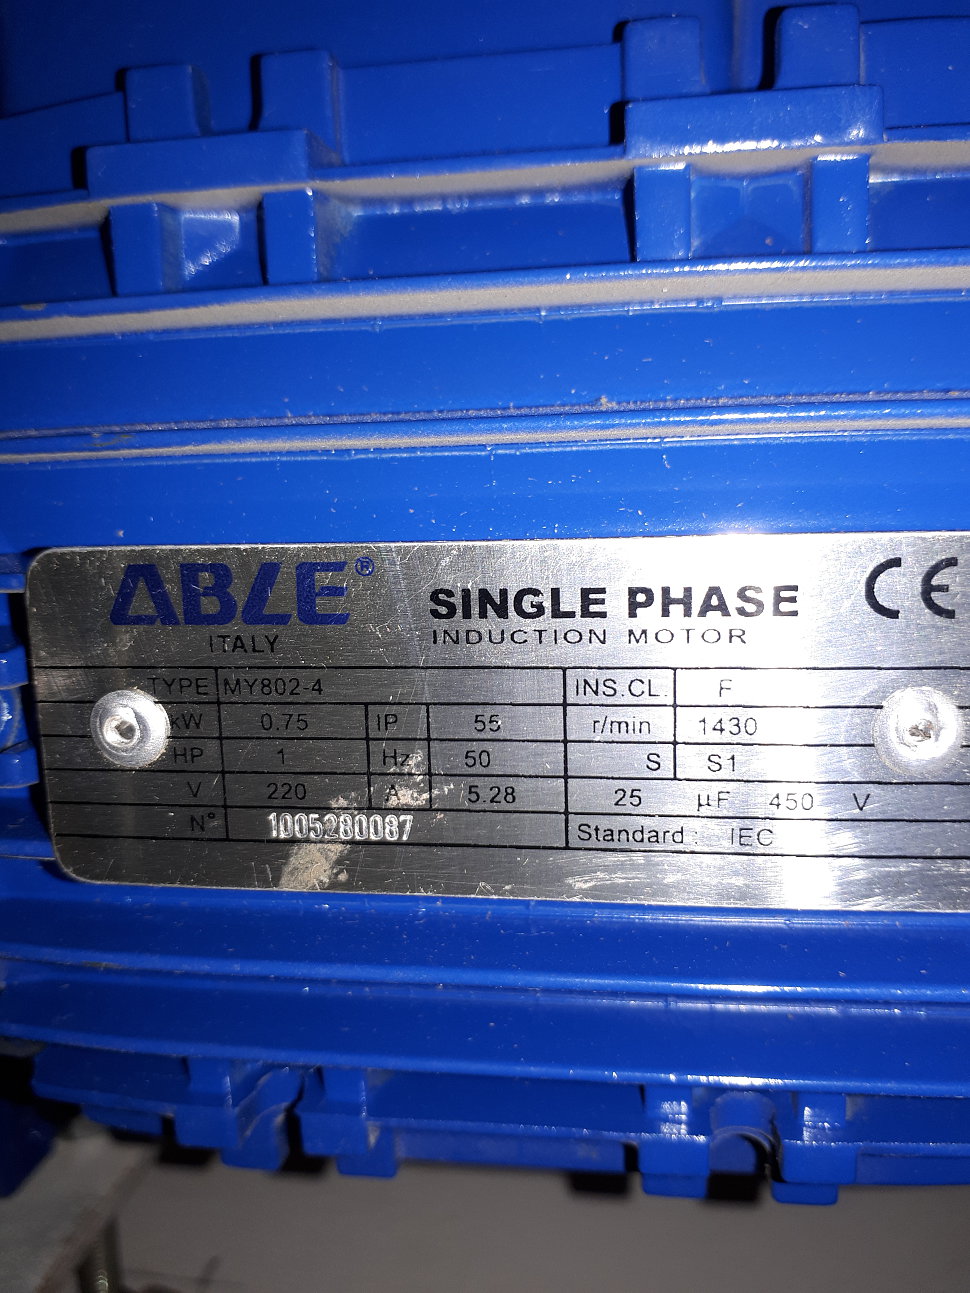 ABLE®
ITALY
SINGLE PHASE
INDUCTION MOTOR
CE
TYPE MY802-4 INS.CL. F
kW 0.75 IP 55 r/min 1430
HP 1 Hz 50 S S1
V 220 A 5.28 25 µF 450 V
N° 1005280087 Standard : IEC